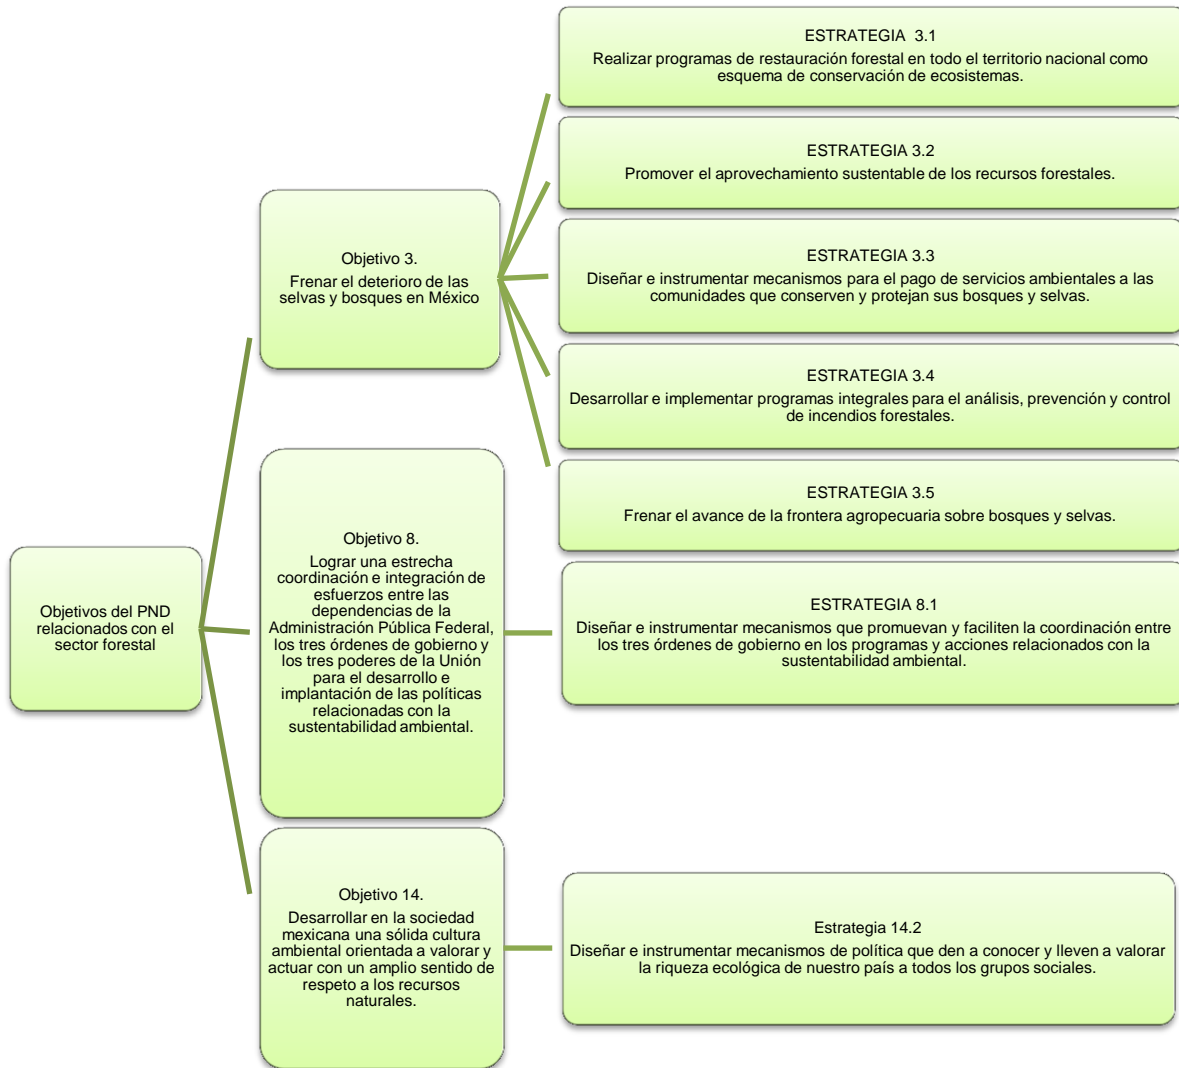 Objetivos del PND
relacionados con el
sector forestal
Objetivo 3.
Frenar el deterioro de las
selvas y bosques en México
ESTRATEGIA  3.1
Realizar programas de restauración forestal en todo el territorio nacional como
esquema de conservación de ecosistemas.
ESTRATEGIA 3.2
Promover el aprovechamiento sustentable de los recursos forestales.
ESTRATEGIA 3.3
Diseñar e instrumentar mecanismos para el pago de servicios ambientales a las
comunidades que conserven y protejan sus bosques y selvas.
ESTRATEGIA 3.4
Desarrollar e implementar programas integrales para el análisis, prevención y control
de incendios forestales.
ESTRATEGIA 3.5
Frenar el avance de la frontera agropecuaria sobre bosques y selvas.
Objetivo 8.
Lograr una estrecha
coordinación e integración de
esfuerzos entre las
dependencias de la
Administración Pública Federal,
los tres órdenes de gobierno y
los tres poderes de la Unión
para el desarrollo e
implantación de las políticas
relacionadas con la
sustentabilidad ambiental.
ESTRATEGIA 8.1
Diseñar e instrumentar mecanismos que promuevan y faciliten la coordinación entre
los tres órdenes de gobierno en los programas y acciones relacionados con la
sustentabilidad ambiental.
Objetivo 14.
Desarrollar en la sociedad
mexicana una sólida cultura
ambiental orientada a valorar y
actuar con un amplio sentido de
respeto a los recursos
naturales.
Estrategia 14.2
Diseñar e instrumentar mecanismos de política que den a conocer y lleven a valorar
la riqueza ecológica de nuestro país a todos los grupos sociales.